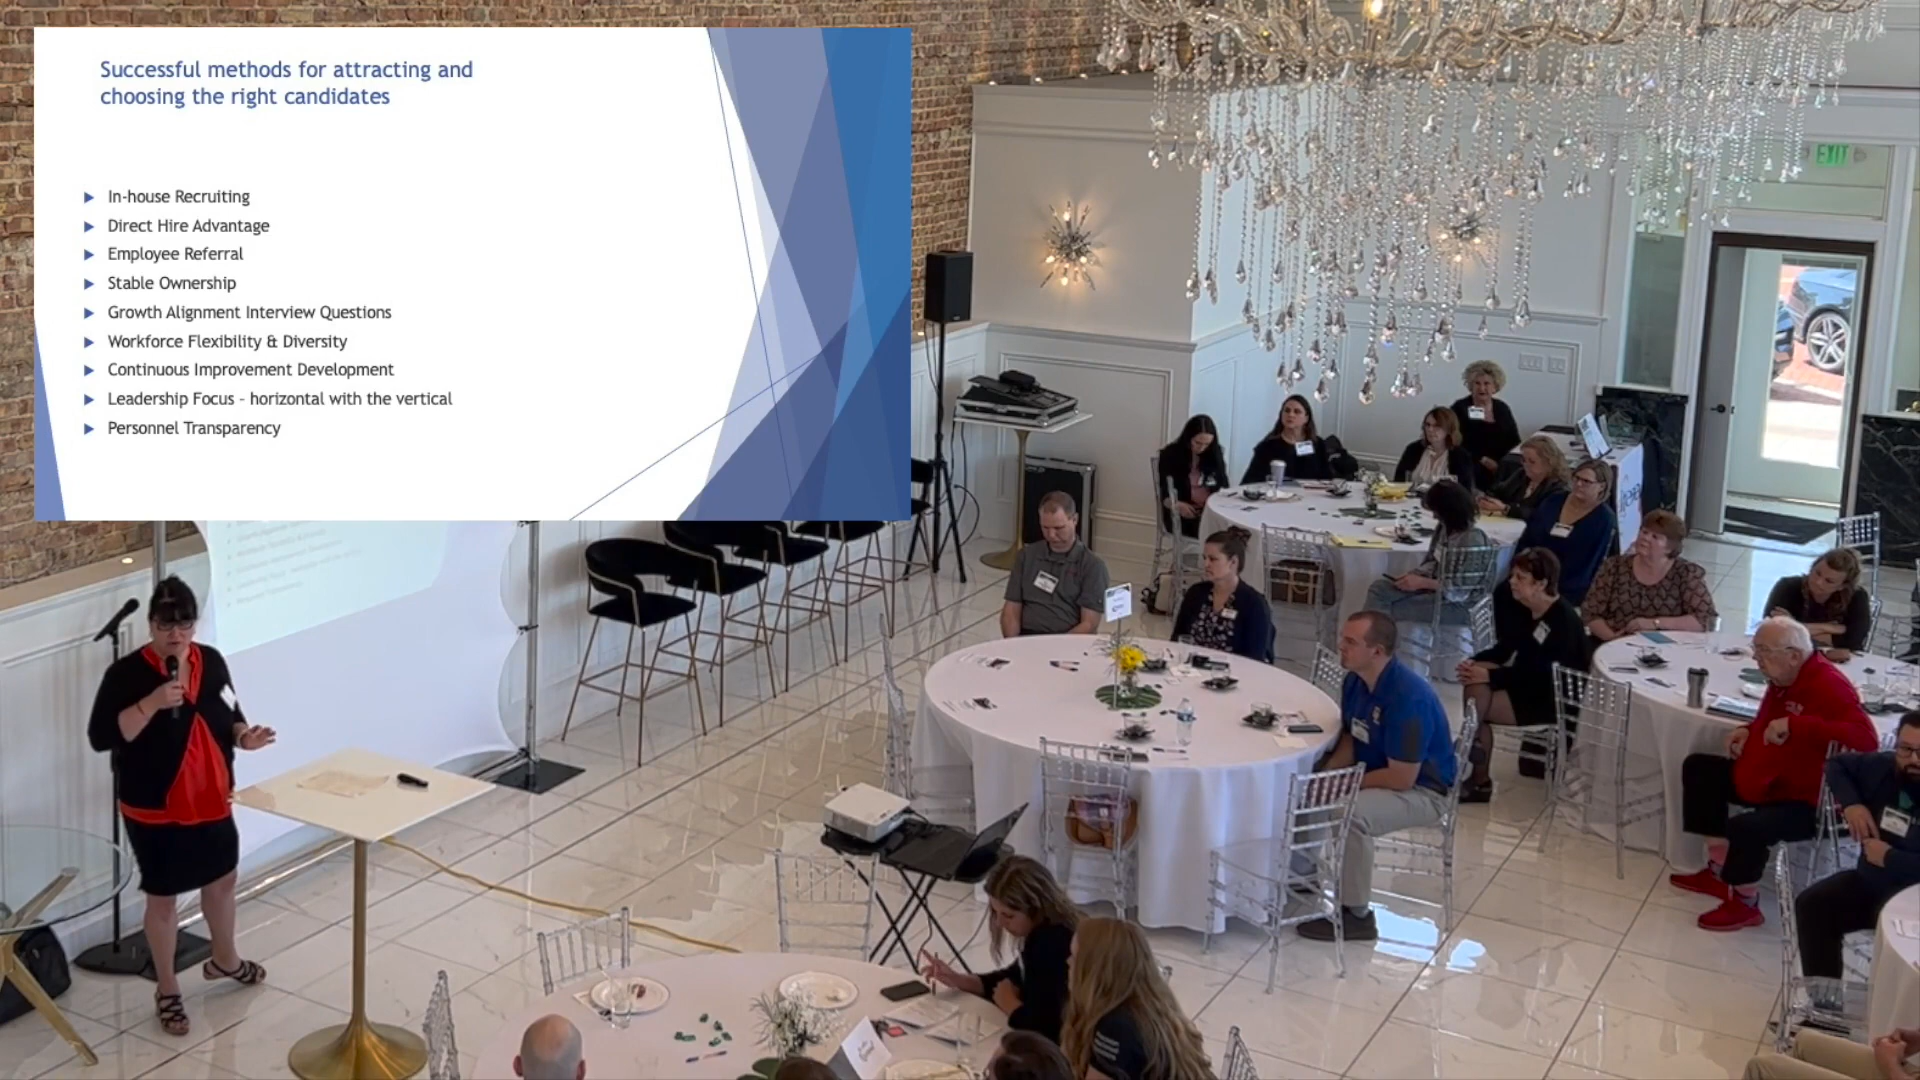 Successful methods for attracting and
choosing the right candidates
In-house Recruiting
Direct Hire Advantage
Employee Referral
Stable Ownership
Growth Alignment Interview Questions
Workforce Flexibility & Diversity
Continuous Improvement Development
Leadership Focus - horizontal with the vertical
Personnel Transparency
EXIT